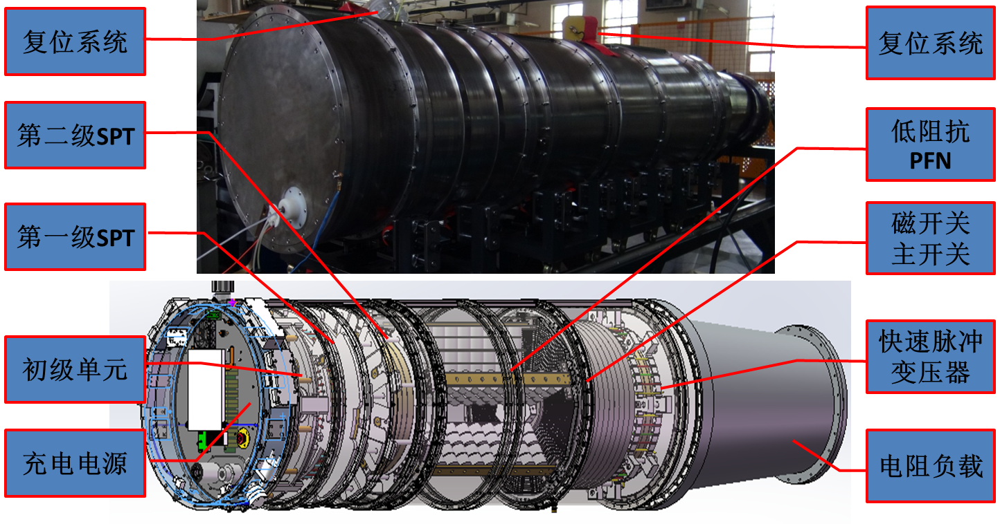 复位系统
第二级SPT
第一级SPT
初级单元
充电电源
复位系统
低阻抗
PFN
磁开关
主开关
快速脉冲
变压器
电阻负载